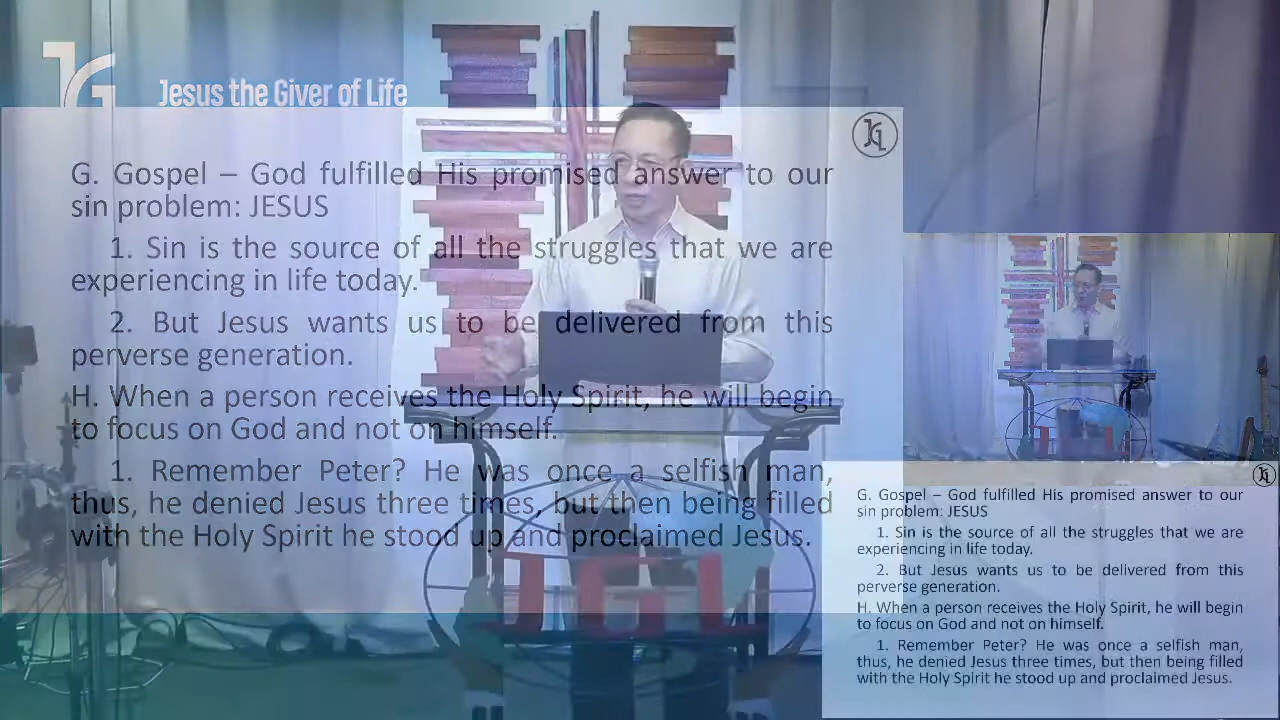 Jesus the Giver of Life
G. Gospel – God fulfilled His promised answer to our
sin problem: JESUS
1. Sin is the source of all the struggles that we are
experiencing in life today.
2. But Jesus wants us to be delivered from this
perverse generation.
H. When a person receives the Holy Spirit, he will begin
to focus on God and not on himself.
1. Remember Peter? He was once a selfish man,
thus, he denied Jesus three times, but then being filled
with the Holy Spirit he stood up and proclaimed Jesus.
G. Gospel – God fulfilled His promised answer to our
sin problem: JESUS
1. Sin is the source of all the struggles that we are
experiencing in life today.
2. But Jesus wants us to be delivered from this
perverse generation.
H. When a person receives the Holy Spirit, he will begin
to focus on God and not on himself.
1. Remember Peter? He was once a selfish man,
thus, he denied Jesus three times, but then being filled
with the Holy Spirit he stood up and proclaimed Jesus.